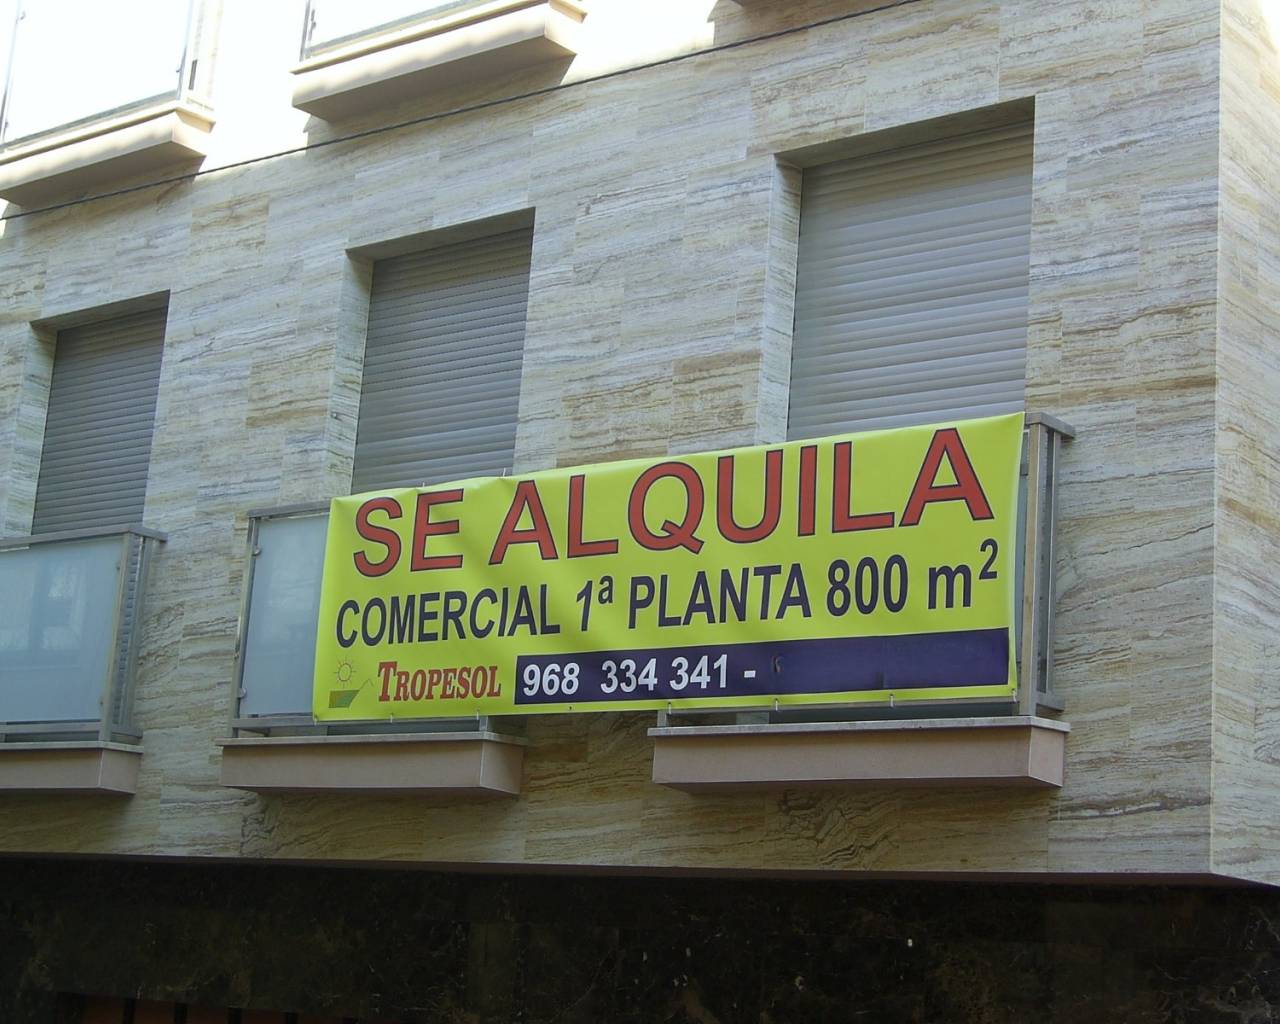 SE ALQUILA
COMERCIAL 1ª PLANTA 800 m²
TROPESOL 968 334 341 -